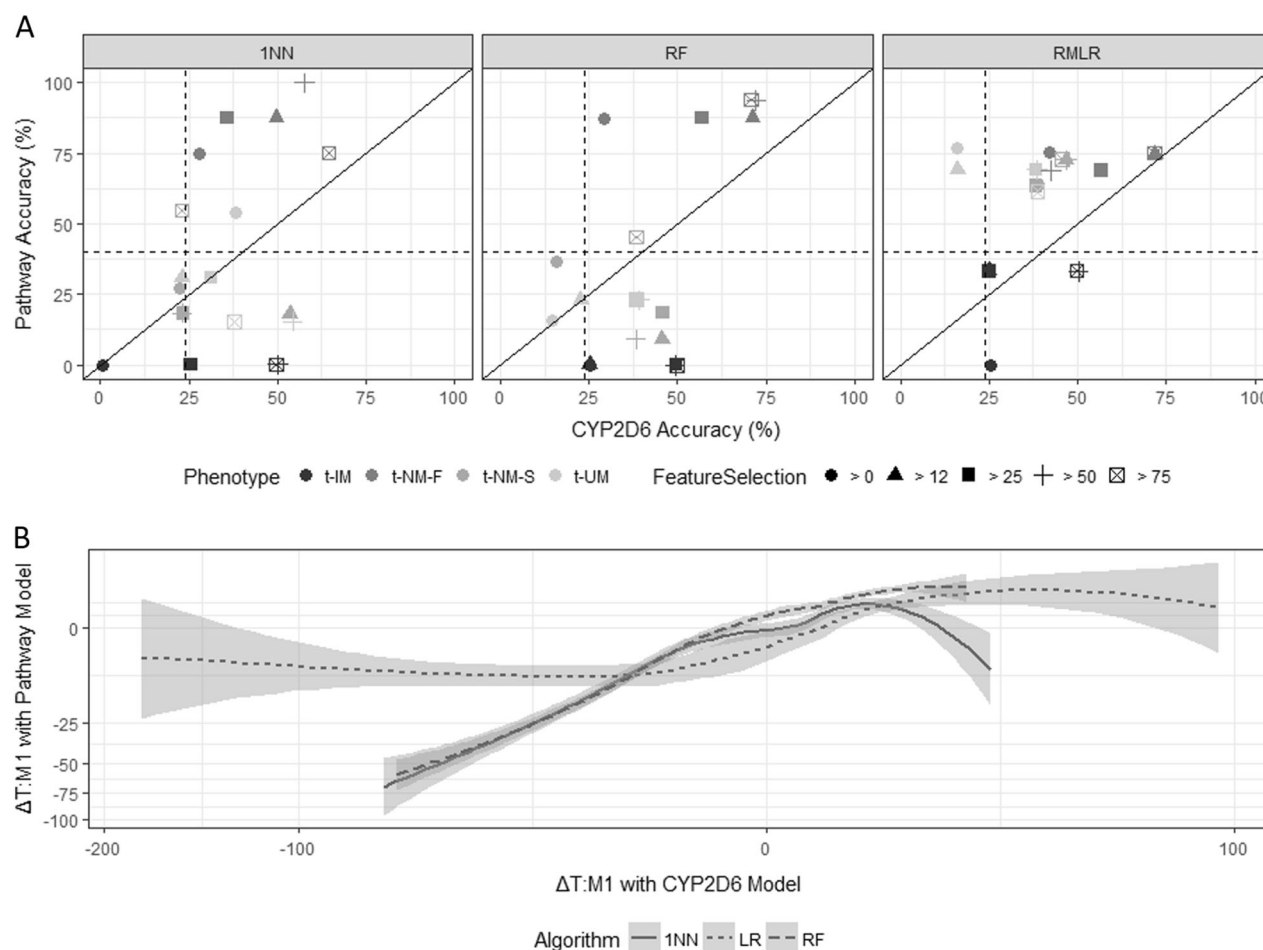 A
1NN RF RMLR
100
75
50
25
0
Pathway Accuracy (%)
0 25 50 75 100 0 25 50 75 100 0 25 50 75 100
CYP2D6 Accuracy (%)
Phenotype t-IM t-NM-F t-NM-S t-UM FeatureSelection > 0 > 12 > 25 > 50 > 75
B
0
-25
-50
-75
-100
ΔT:M1 with Pathway Model
-200 -100 0 100
ΔT:M1 with CYP2D6 Model
Algorithm 1NN LR RF